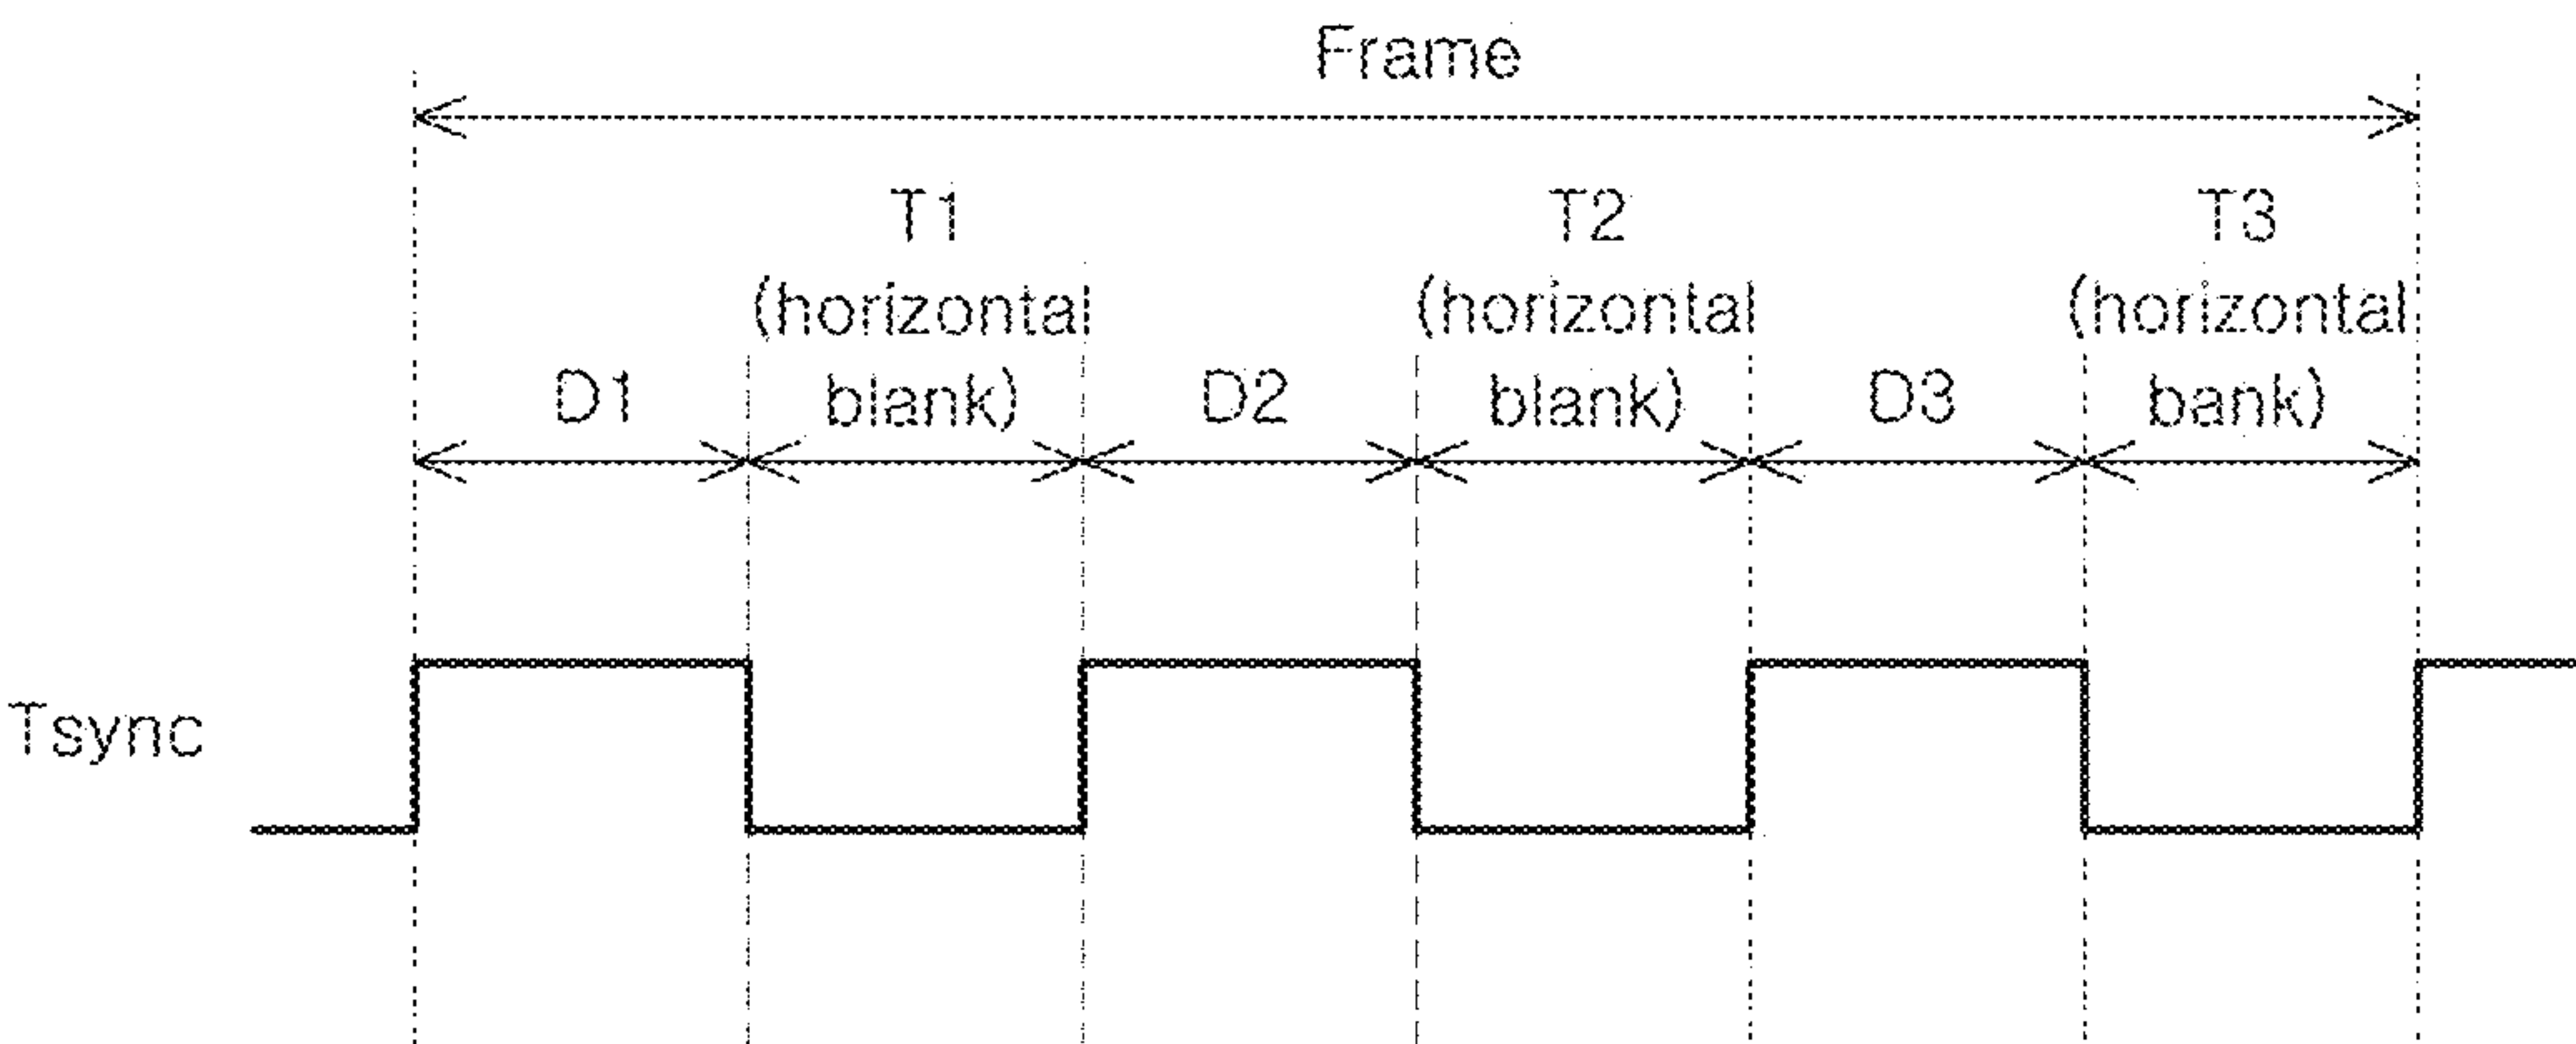 Frame
T1 T2 T3
(horizontal (horizontal (horizontal
D1 blank) D2 blank) D3 bank)
Tsync